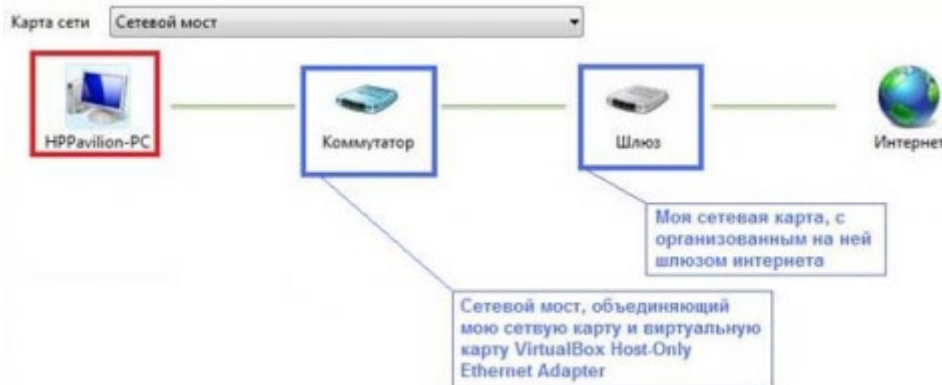 Карта сети Сетевой мост
HPPavilion-PC
Коммутатор
Шлюз
Интернет
Моя сетевая карта, с
организованным на ней
шлюзом интернета
Сетевой мост, объединяющий
мою сетвую карту и виртуальную
карту VirtualBox Host-Only
Ethernet Adapter